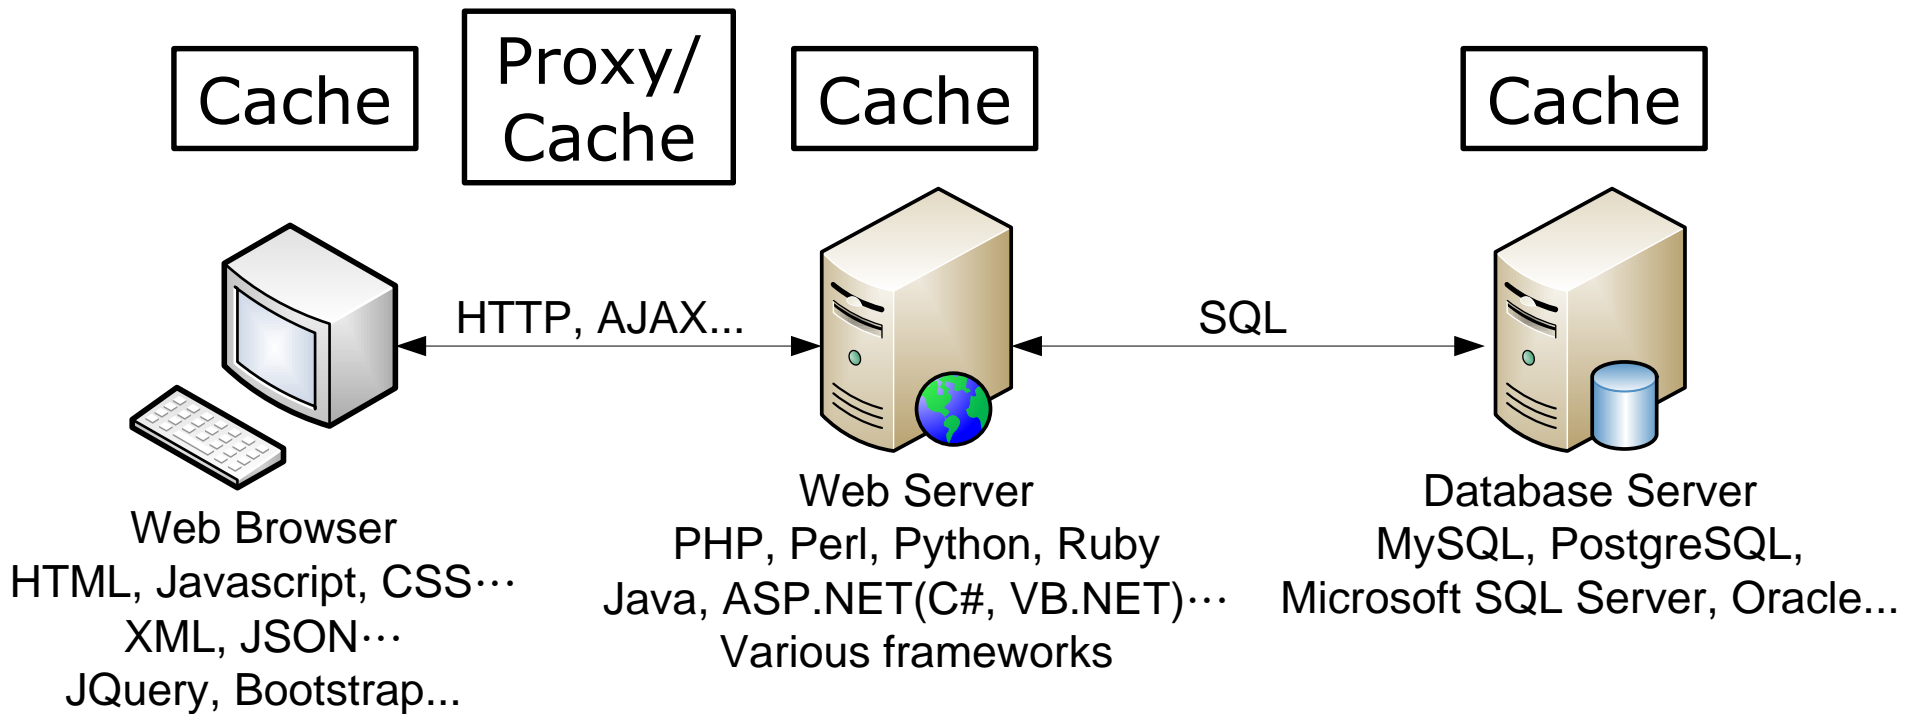 Cache
Proxy/
Cache
Cache
Cache
HTTP, AJAX...
SQL
Web Browser
HTML, Javascript, CSS⋯
XML, JSON⋯
JQuery, Bootstrap...
Web Server
PHP, Perl, Python, Ruby
Java, ASP.NET(C#, VB.NET)⋯
Various frameworks
Database Server
MySQL, PostgreSQL,
Microsoft SQL Server, Oracle...